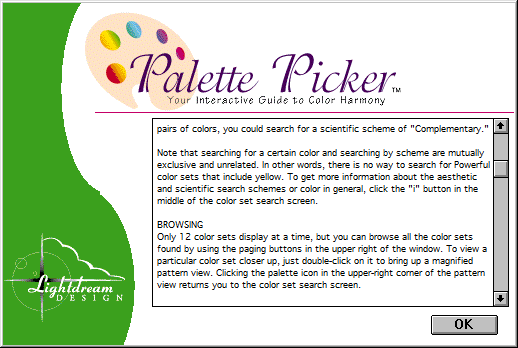 Palette Picker™
Your Interactive Guide to Color Harmony
pairs of colors, you could search for a scientific scheme of "Complementary."
Note that searching for a certain color and searching by scheme are mutually
exclusive and unrelated. In other words, there is no way to search for Powerful
color sets that include yellow. To get more information about the aesthetic
and scientific search schemes or color in general, click the "i" button in the
middle of the color set search screen.
BROWSING
Only 12 color sets display at a time, but you can browse all the color sets
found by using the paging buttons in the upper right of the window. To view a
particular color set closer up, just double-click on it to bring up a magnified
pattern view. Clicking the palette icon in the upper-right corner of the pattern
view returns you to the color set search screen.
Lightdream
DESIGN
OK